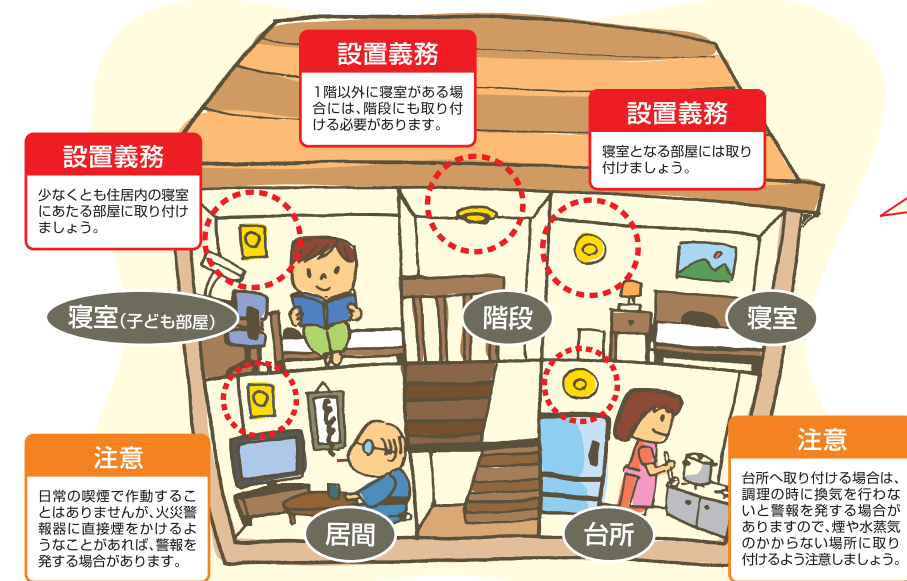 設置義務
1階以外に寝室がある場
合には、階段にも取り付
ける必要があります。
設置義務
寝室となる部屋には取り
付けましょう。
設置義務
少なくとも住居内の寝室
にあたる部屋に取り付け
ましょう。
寝室(子ども部屋)
階段
寝室
注意
日常の喫煙で作動するこ
とはありませんが、火災警
報器に直接煙をかけるよ
うなことがあれば、警報を
発する場合があります。
居間
台所
注意
台所へ取り付ける場合は、
調理の時に換気を行わな
いと警報を発する場合が
ありますので、煙や水蒸気
のかからない場所に取り
付けるよう注意しましょう。